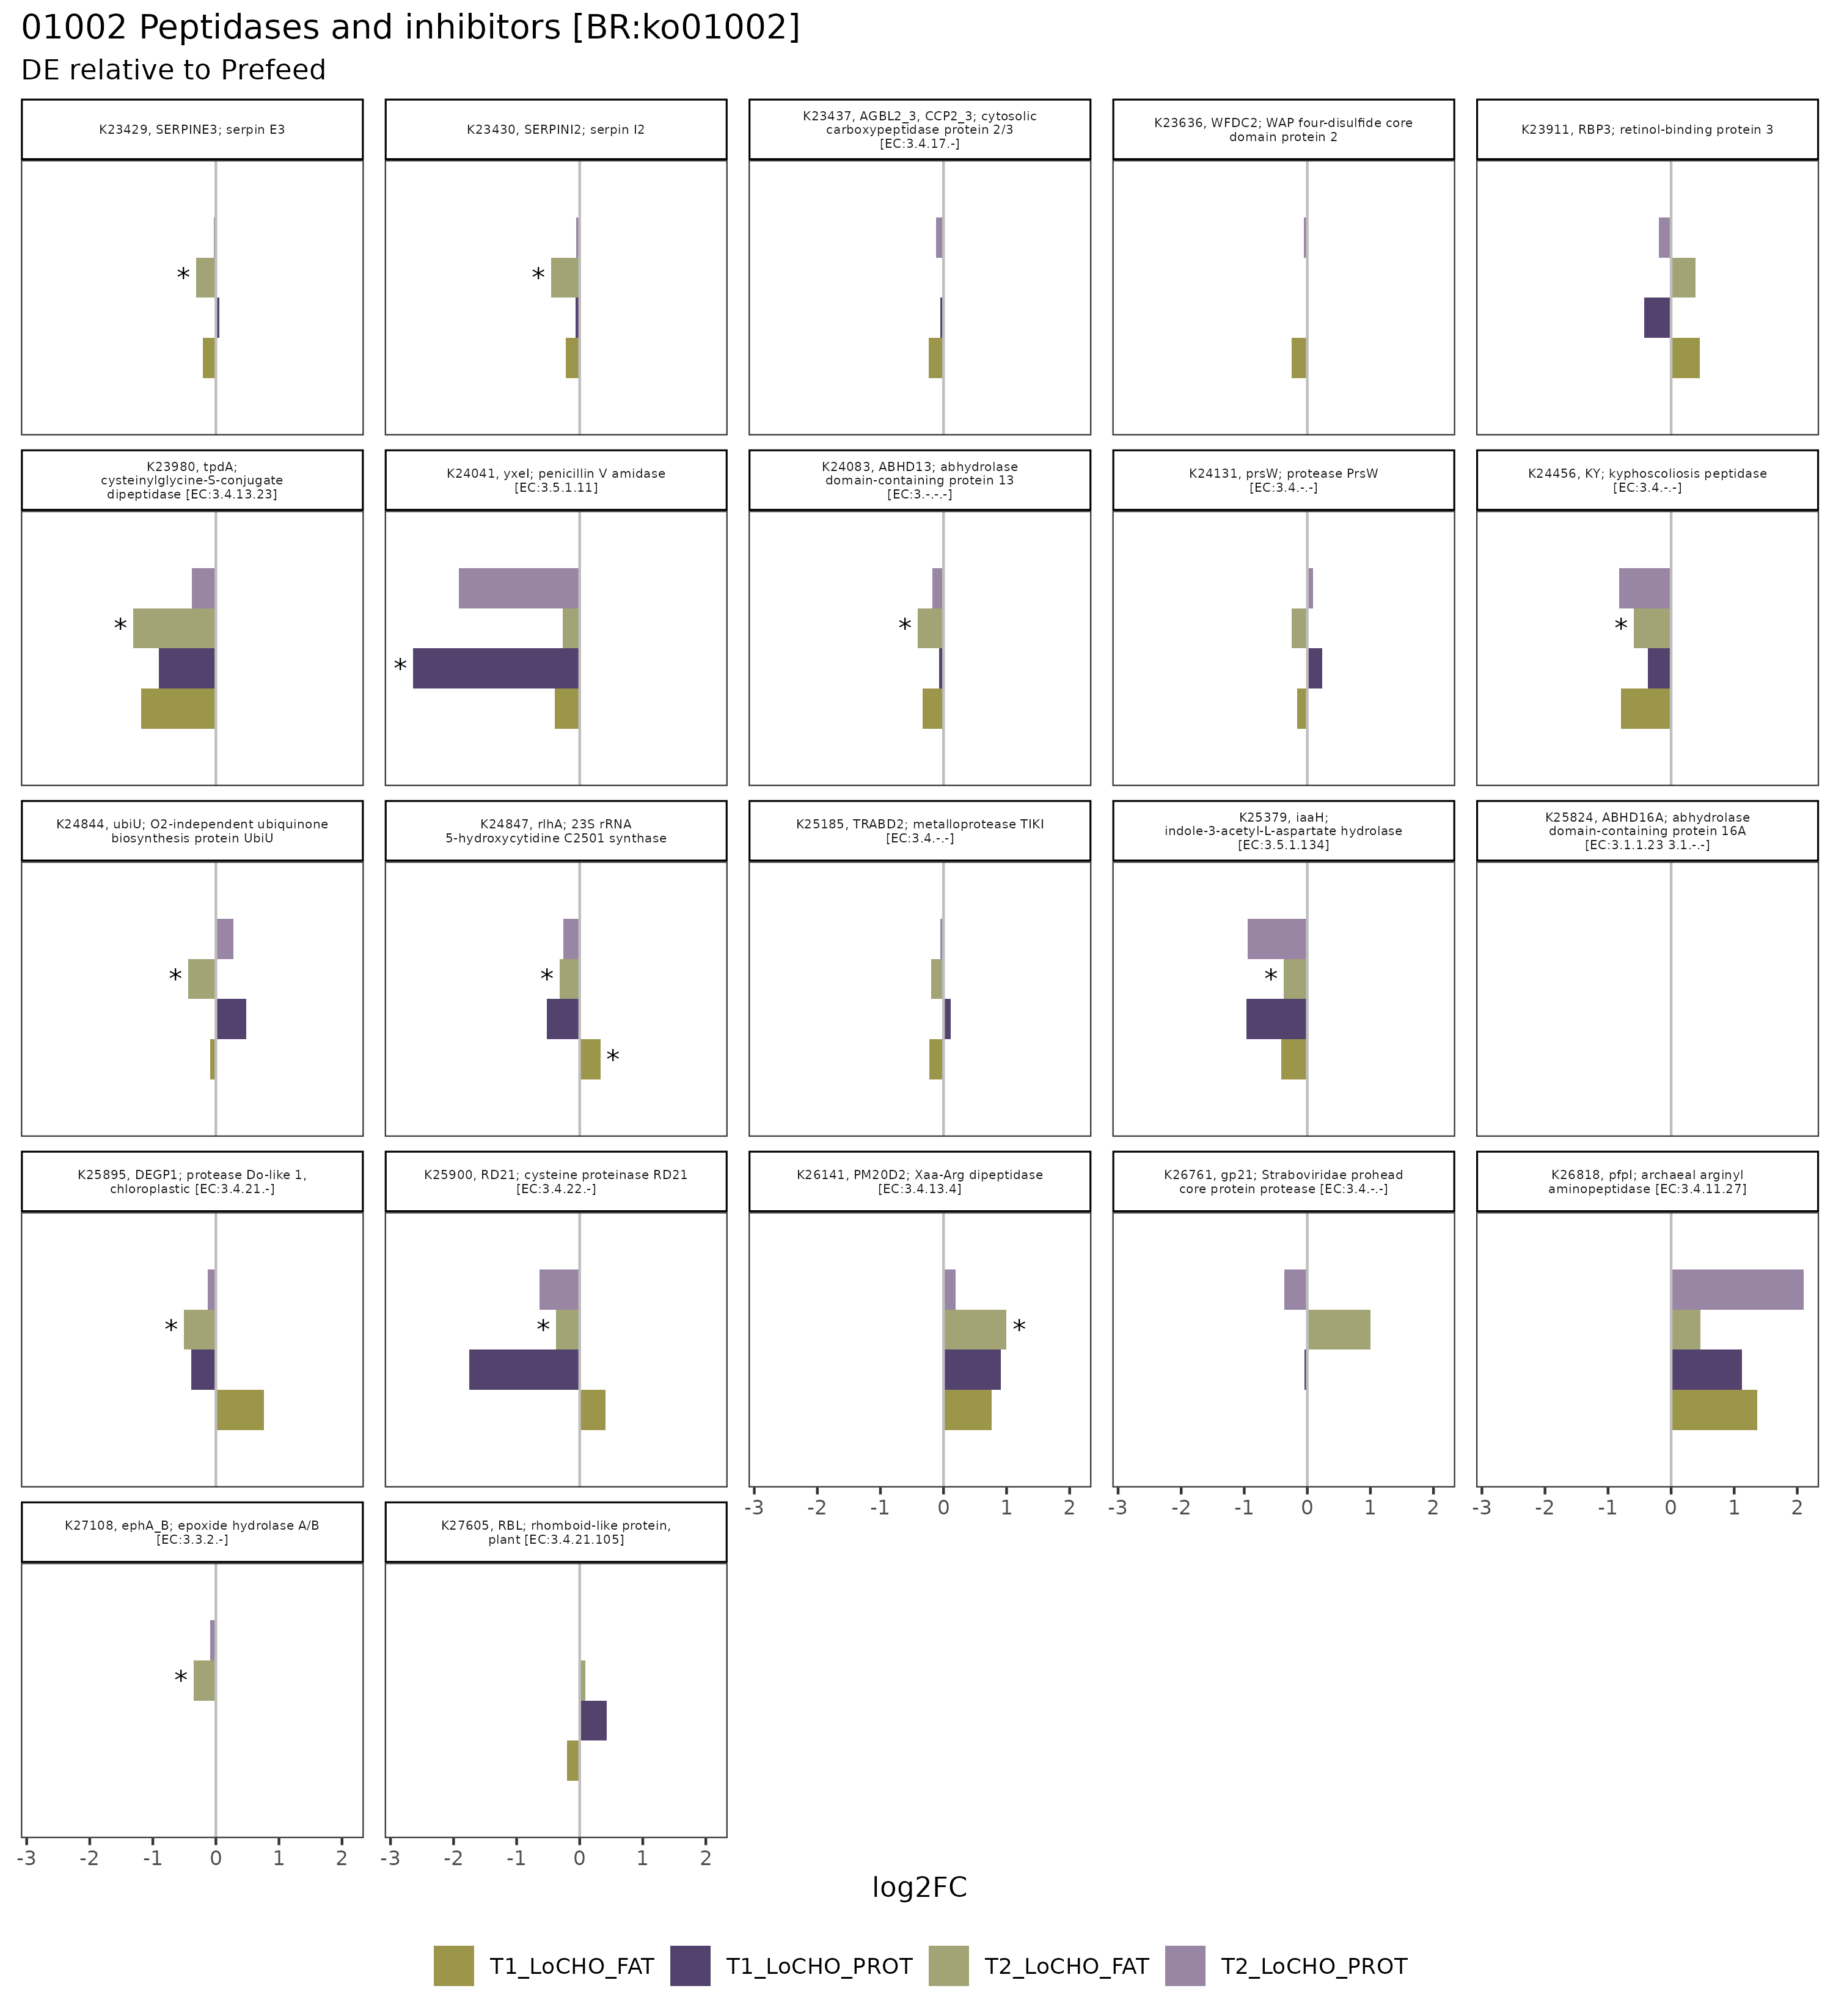 01002 Peptidases and inhibitors [BR:ko01002]
DE relative to Prefeed
K23429, SERPINE3; serpin E3
K23430, SERPINI2; serpin I2
K23437, AGBL2_3, CCP2_3; cytosolic
carboxypeptidase protein 2/3
[EC:3.4.17.-]
K23636, WFDC2; WAP four-disulfide core
domain protein 2
K23911, RBP3; retinol-binding protein 3
*
*
K23980, tpdA;
cysteinylglycine-S-conjugate
dipeptidase [EC:3.4.13.23]
K24041, yxeI; penicillin V amidase
[EC:3.5.1.11]
K24083, ABHD13; abhydrolase
domain-containing protein 13
[EC:3.-.-.-]
K24131, prsW; protease PrsW
[EC:3.4.-.-]
K24456, KY; kyphoscoliosis peptidase
[EC:3.4.-.-]
*
*
*
*
K24844, ubiU; O2-independent ubiquinone
biosynthesis protein UbiU
K24847, rlhA; 23S rRNA
5-hydroxycytidine C2501 synthase
K25185, TRABD2; metalloprotease TIKI
[EC:3.4.-.-]
K25379, iaaH;
indole-3-acetyl-L-aspartate hydrolase
[EC:3.5.1.134]
K25824, ABHD16A; abhydrolase
domain-containing protein 16A
[EC:3.1.1.23 3.1.-.-]
*
*
*
*
K25895, DEGP1; protease Do-like 1,
chloroplastic [EC:3.4.21.-]
K25900, RD21; cysteine proteinase RD21
[EC:3.4.22.-]
K26141, PM20D2; Xaa-Arg dipeptidase
[EC:3.4.13.4]
K26761, gp21; Straboviridae prohead
core protein protease [EC:3.4.-.-]
K26818, pfpI; archaeal arginyl
aminopeptidase [EC:3.4.11.27]
*
*
*
-3 -2 -1 0 1 2
-3 -2 -1 0 1 2
-3 -2 -1 0 1 2
K27108, ephA_B; epoxide hydrolase A/B
[EC:3.3.2.-]
K27605, RBL; rhomboid-like protein,
plant [EC:3.4.21.105]
*
-3 -2 -1 0 1 2
-3 -2 -1 0 1 2
log2FC
T1_LoCHO_FAT T1_LoCHO_PROT T2_LoCHO_FAT T2_LoCHO_PROT